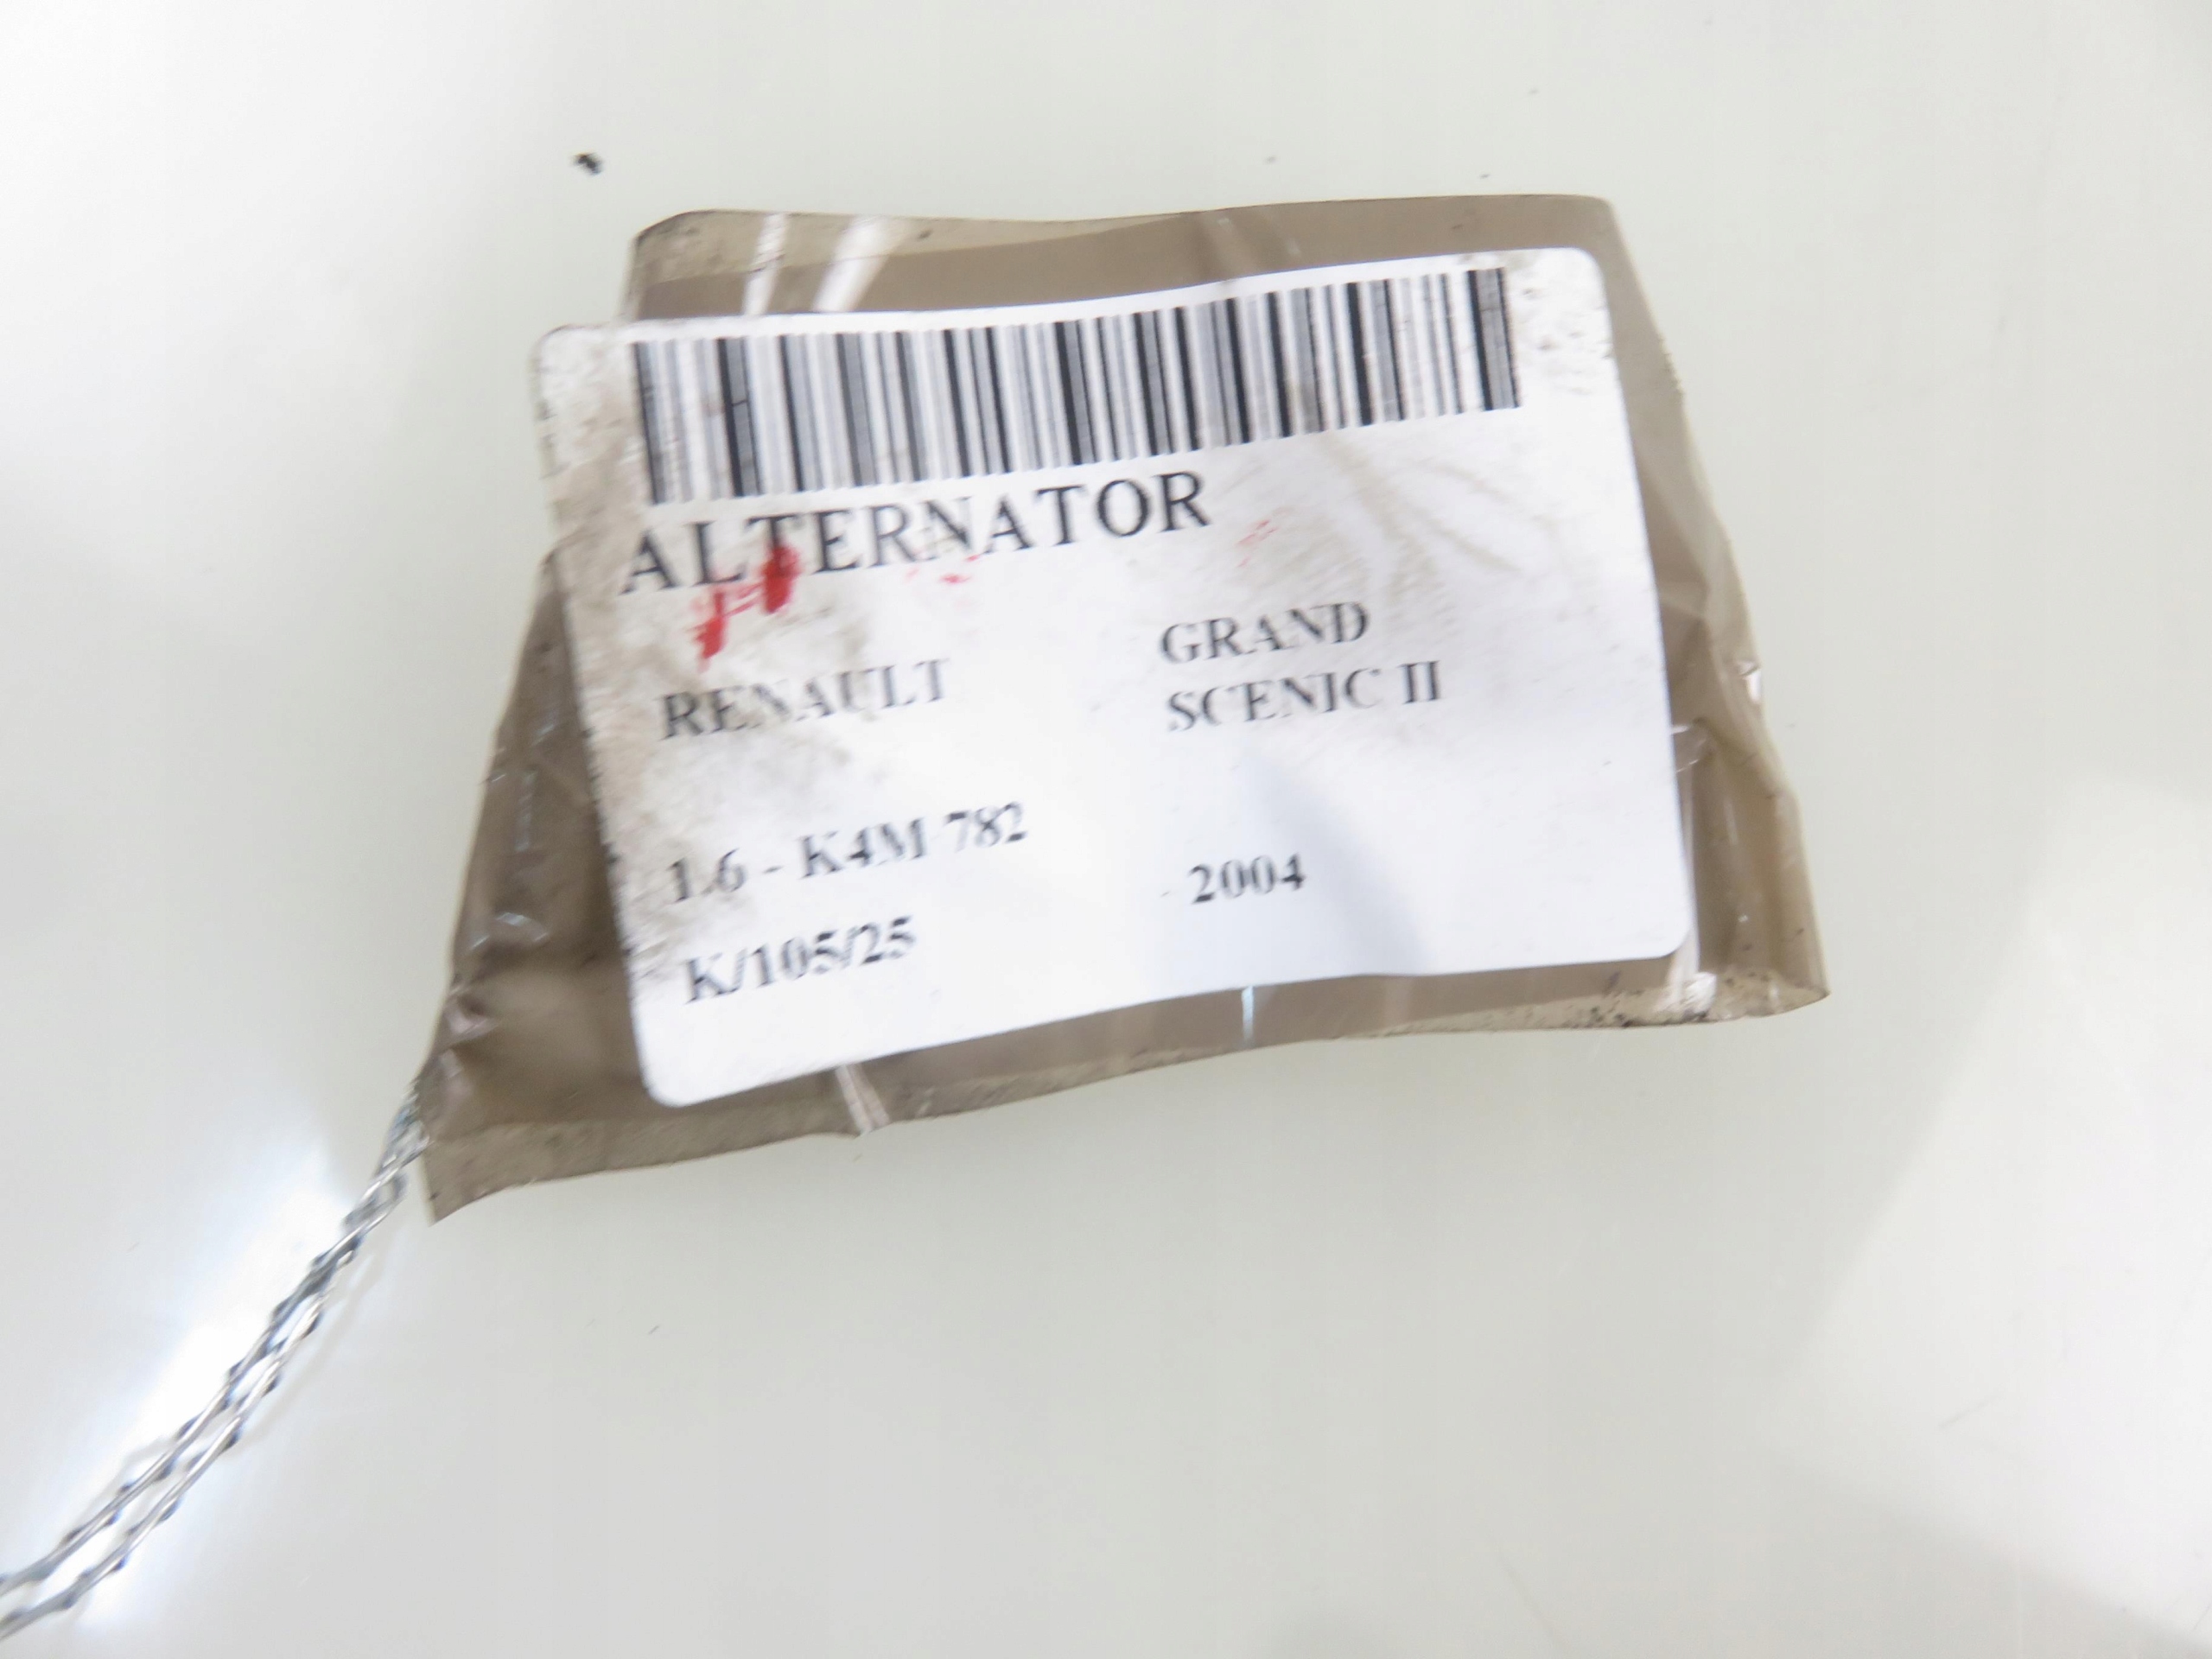 ALTERNATOR
RENAULT
GRAND
SCENIC II
1.6 - K4M 782
2004
K/105/25